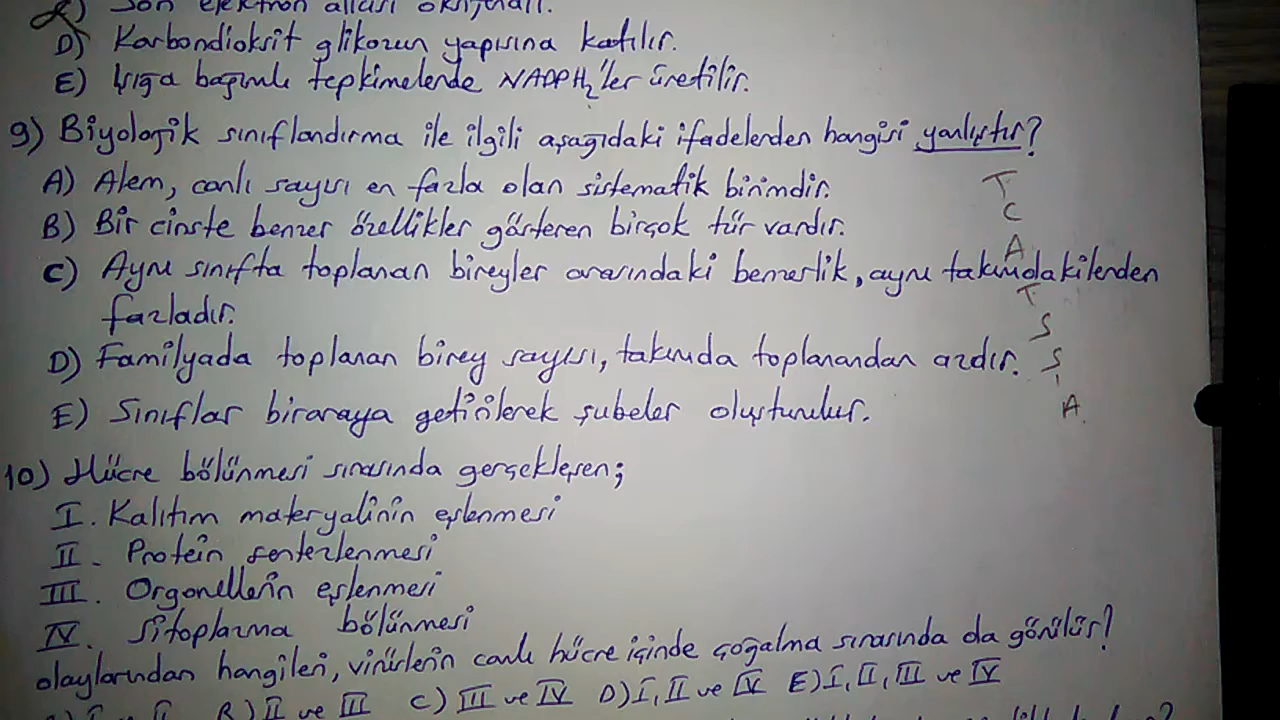 Son elektron alıcısı oksijendir.
D) Karbondioksit glikozun yapısına katılır.
E) Işığa bağımlı tepkimelerde NADPH₂'ler üretilir.
9) Biyolojik sınıflandırma ile ilgili aşağıdaki ifadelerden hangisi yanlıştır?
A) Alem, canlı sayısı en fazla olan sistematik birimdir.
B) Bir cinste benzer özellikler gösteren birçok tür vardır.
C) Aynı sınıfta toplanan bireyler arasındaki benzerlik, aynı takımdakilerden
fazladır.
D) Familyada toplanan birey sayısı, takımda toplanandan azdır.
E) Sınıflar biraraya getirilerek şubeler oluşturulur.
T
C
A
T
S
Ş
A
10) Hücre bölünmesi sırasında gerçekleşen;
I. Kalıtım materyalinin eşlenmesi
II. Protein sentezlenmesi
III. Organellerin eşlenmesi
IV. Sitoplazma bölünmesi
olaylarından hangileri, virüslerin canlı hücre içinde çoğalma sırasında da görülür?
B) II ve III C) III ve IV D) I, II ve IV E) I, II, III ve IV